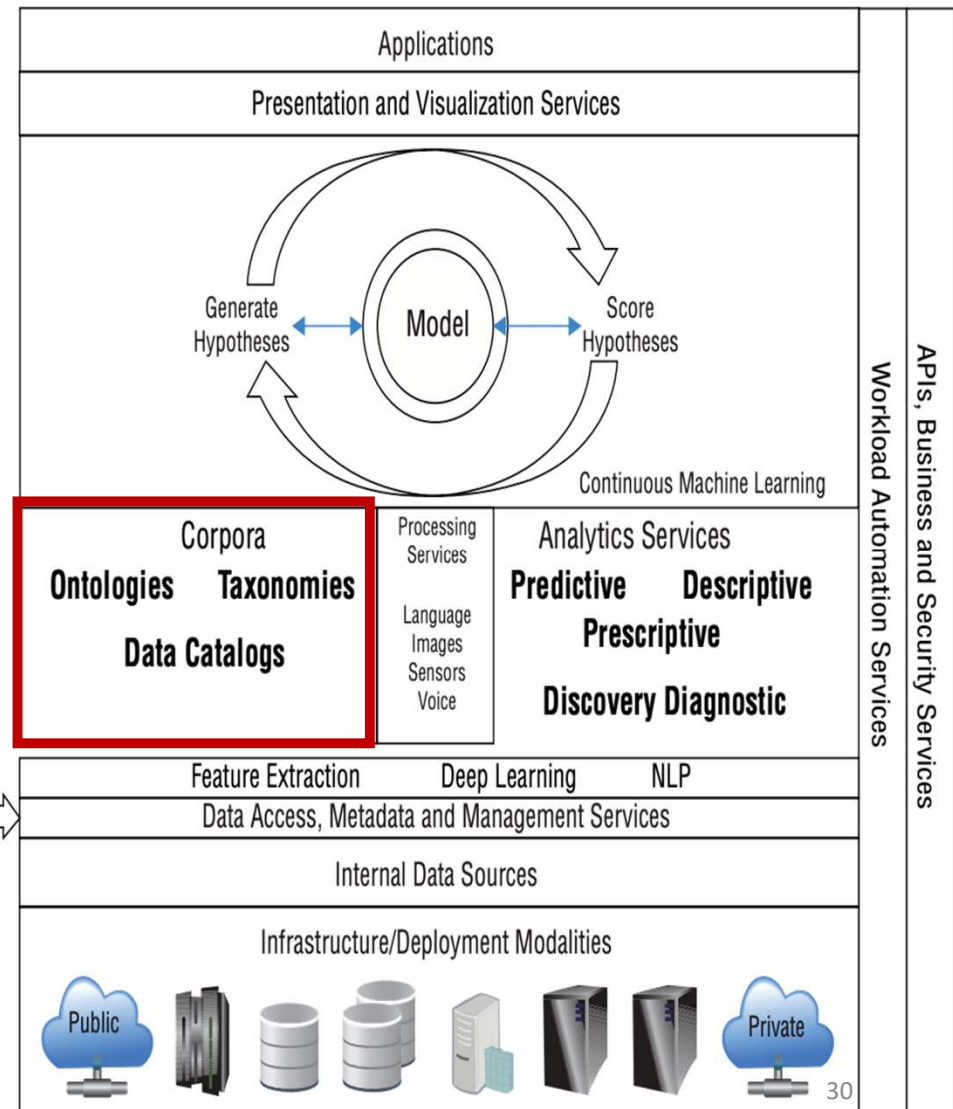 Applications
Presentation and Visualization Services
Generate
Hypotheses
Model
Score
Hypotheses
Continuous Machine Learning
Corpora
Ontologies Taxonomies
Data Catalogs
Processing
Services
Language
Images
Sensors
Voice
Analytics Services
Predictive Descriptive
Prescriptive
Discovery Diagnostic
Feature Extraction Deep Learning NLP
Data Access, Metadata and Management Services
Internal Data Sources
Infrastructure/Deployment Modalities
Public
Private
Workload Automation Services
APIs, Business and Security Services
30